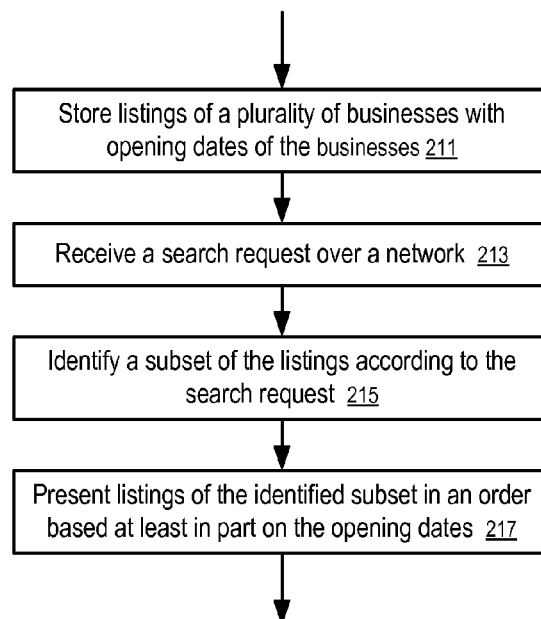 Store listings of a plurality of businesses with
opening dates of the businesses 211
Receive a search request over a network 213
Identify a subset of the listings according to the
search request 215
Present listings of the identified subset in an order
based at least in part on the opening dates 217